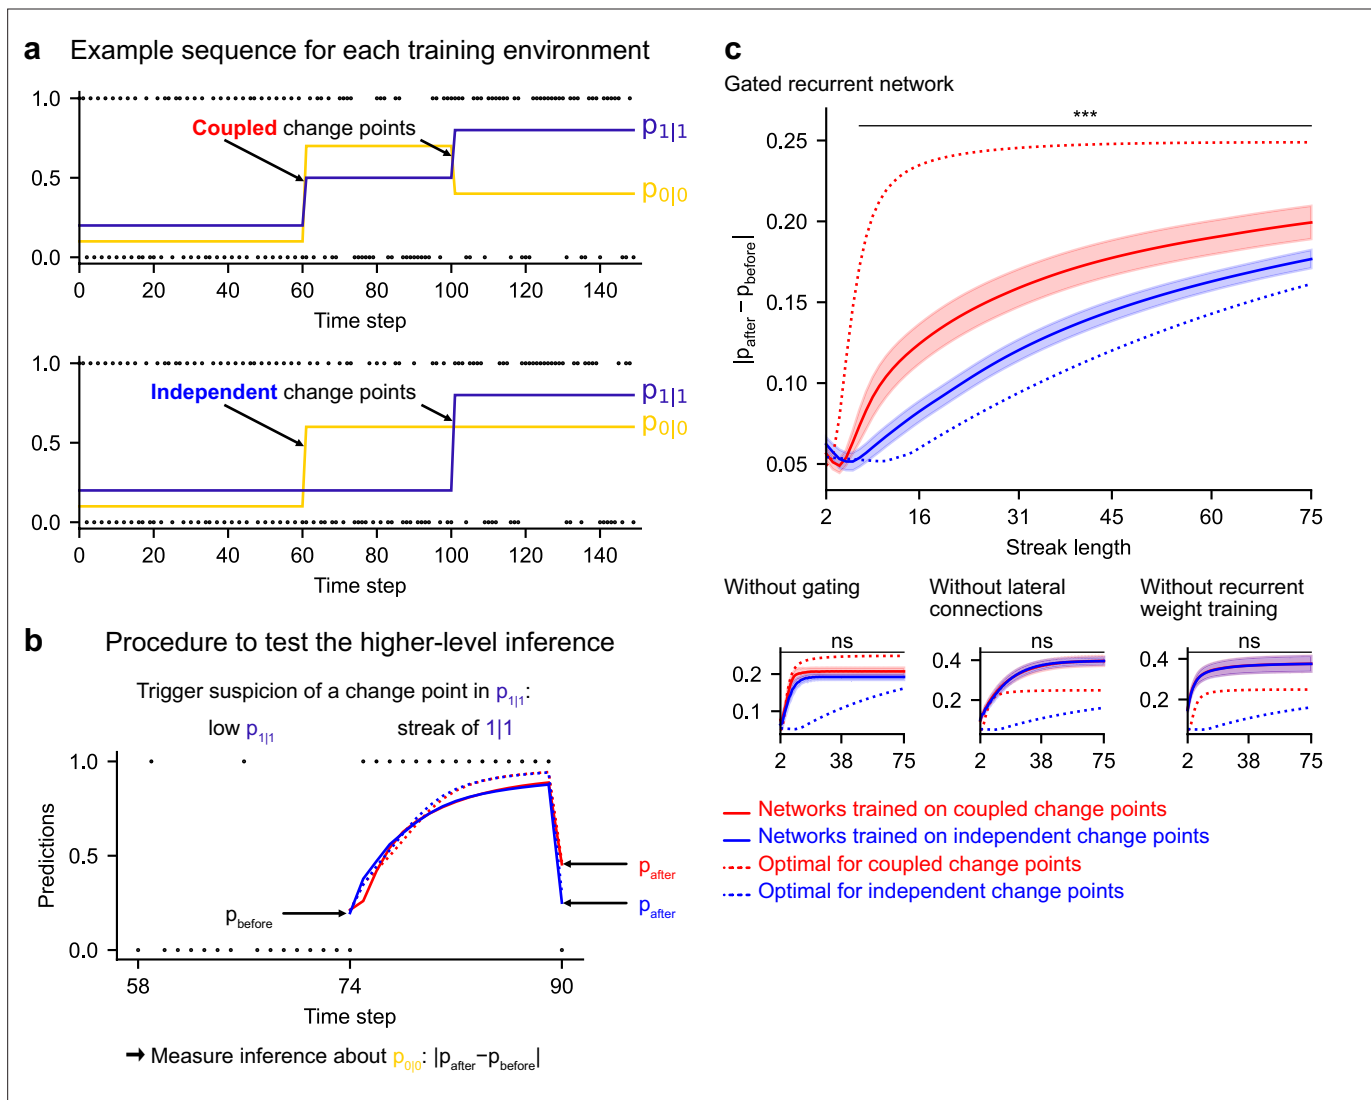 a Example sequence for each training environment
1.0
0.5
0.0
Coupled change points
p1|1
p0|0
0 20 40 60 80 100 120 140
Time step
1.0
0.5
0.0
Independent change points
p1|1
p0|0
0 20 40 60 80 100 120 140
Time step
b Procedure to test the higher-level inference
Trigger suspicion of a change point in p1|1:
low p1|1 streak of 1|1
1.0
0.5
0.0
Predictions
pbefore
pafter
pafter
58 74 90
Time step
➞ Measure inference about p0|0: |pafter−pbefore|
c
Gated recurrent network
***
0.25
0.20
0.15
0.10
0.05
|pafter − pbefore|
2 16 31 45 60 75
Streak length
Without gating
ns
0.2
0.1
2 38 75
Without lateral
connections
ns
0.4
0.2
2 38 75
Without recurrent
weight training
ns
0.4
0.2
2 38 75
Networks trained on coupled change points
Networks trained on independent change points
Optimal for coupled change points
Optimal for independent change points